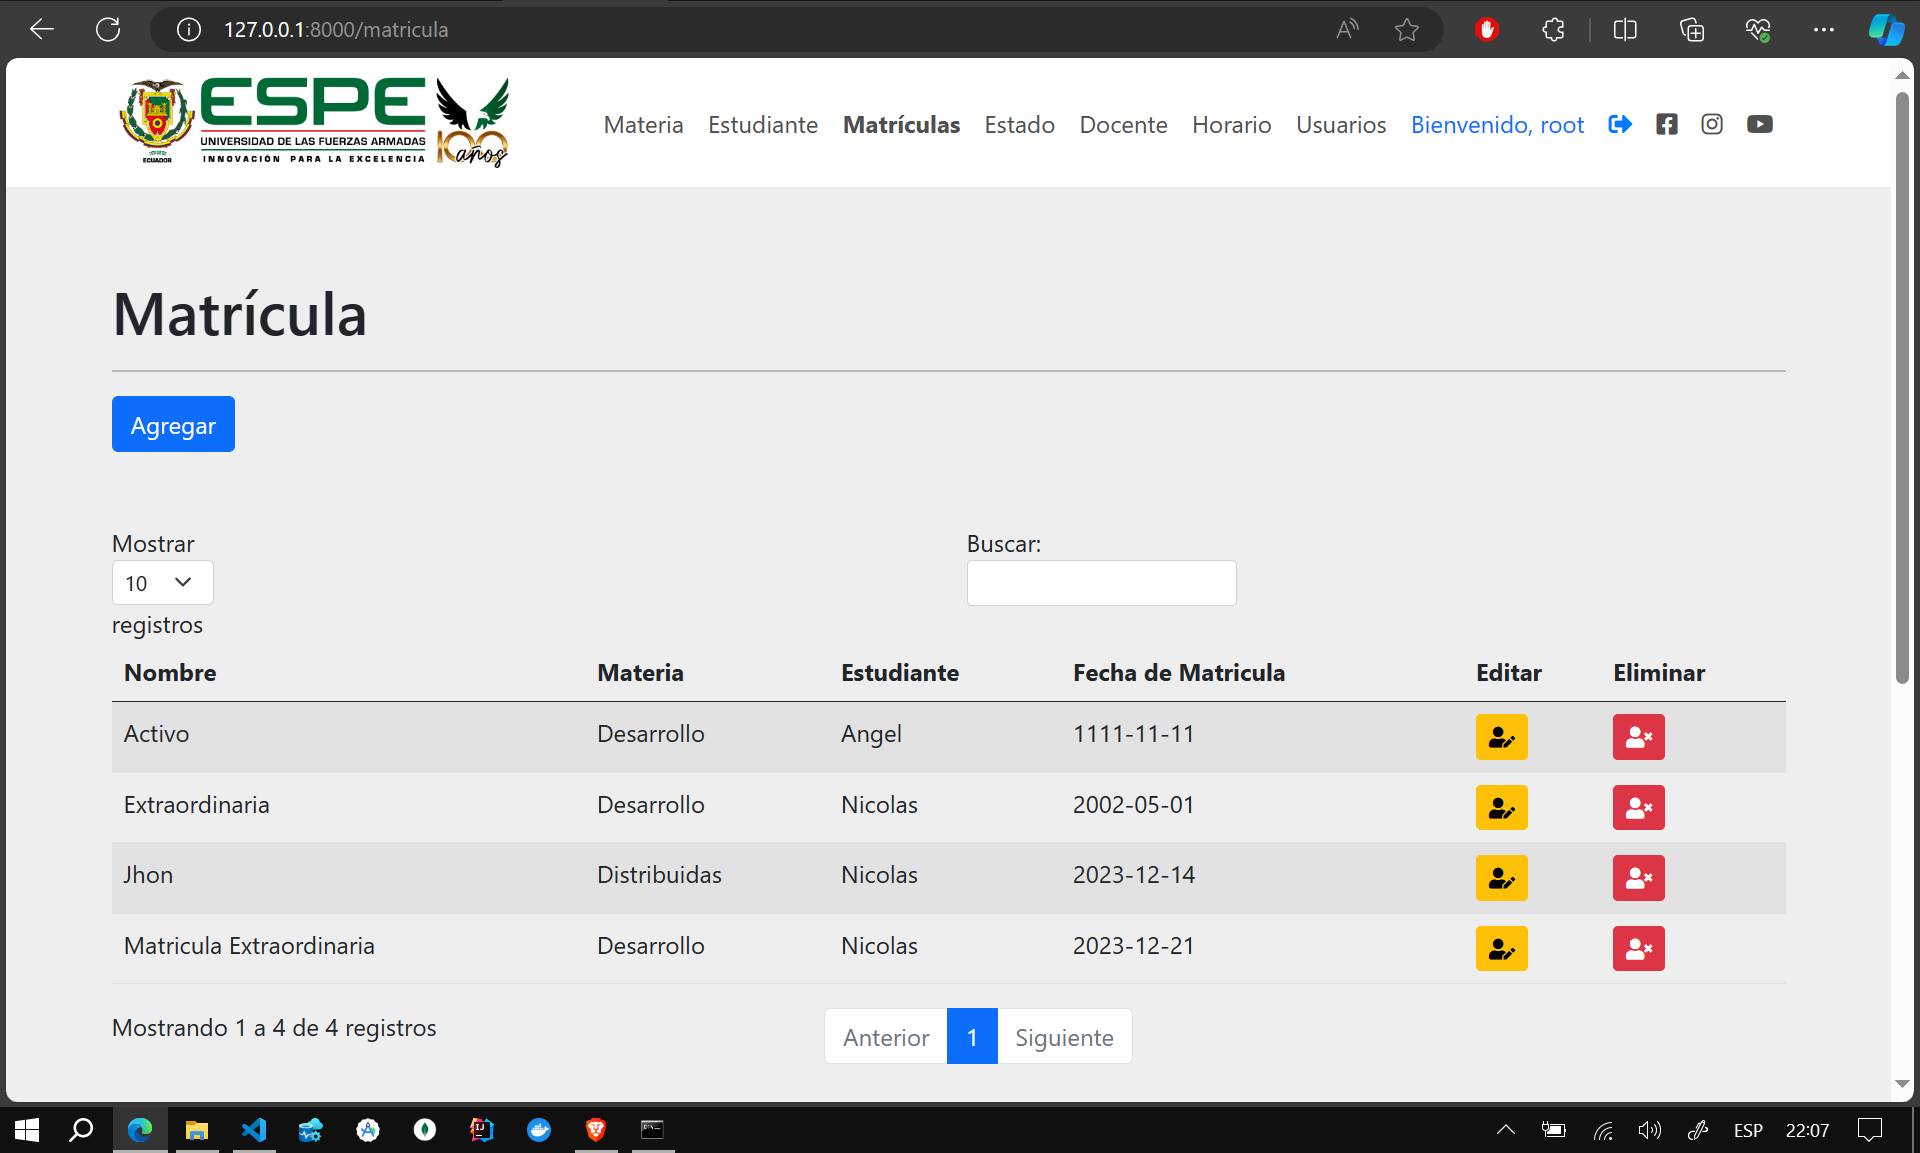 127.0.0.1:8000/matricula
ESPE
UNIVERSIDAD DE LAS FUERZAS ARMADAS
INNOVACIÓN PARA LA EXCELENCIA
ECUADOR
100 años
Materia Estudiante Matrículas Estado Docente Horario Usuarios Bienvenido, root
Matrícula
Agregar
Mostrar
10
registros
Buscar:
Nombre Materia Estudiante Fecha de Matricula Editar Eliminar
Activo Desarrollo Angel 1111-11-11
Extraordinaria Desarrollo Nicolas 2002-05-01
Jhon Distribuidas Nicolas 2023-12-14
Matricula Extraordinaria Desarrollo Nicolas 2023-12-21
Mostrando 1 a 4 de 4 registros
Anterior 1 Siguiente
ESP 22:07